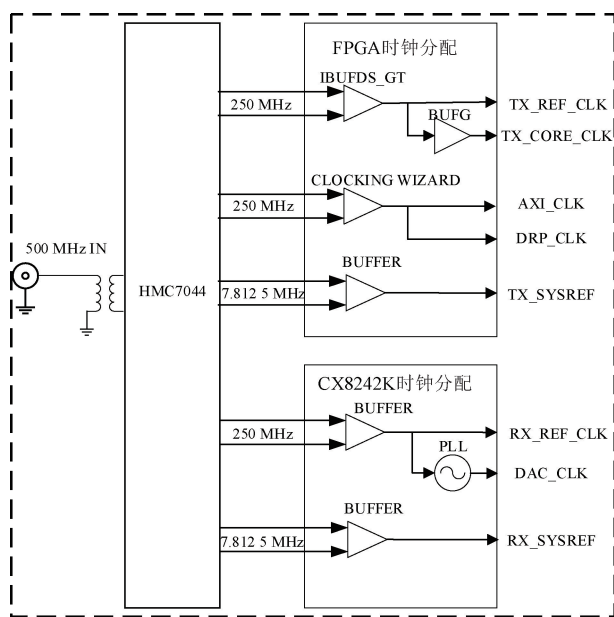 FPGA时钟分配
IBUFDS_GT
250 MHz
TX_REF_CLK
BUFG
TX_CORE_CLK
CLOCKING WIZARD
250 MHz
AXI_CLK
DRP_CLK
500 MHz IN
HMC7044
BUFFER
7.812 5 MHz
TX_SYSREF
CX8242K时钟分配
BUFFER
250 MHz
RX_REF_CLK
PLL
DAC_CLK
BUFFER
7.812 5 MHz
RX_SYSREF